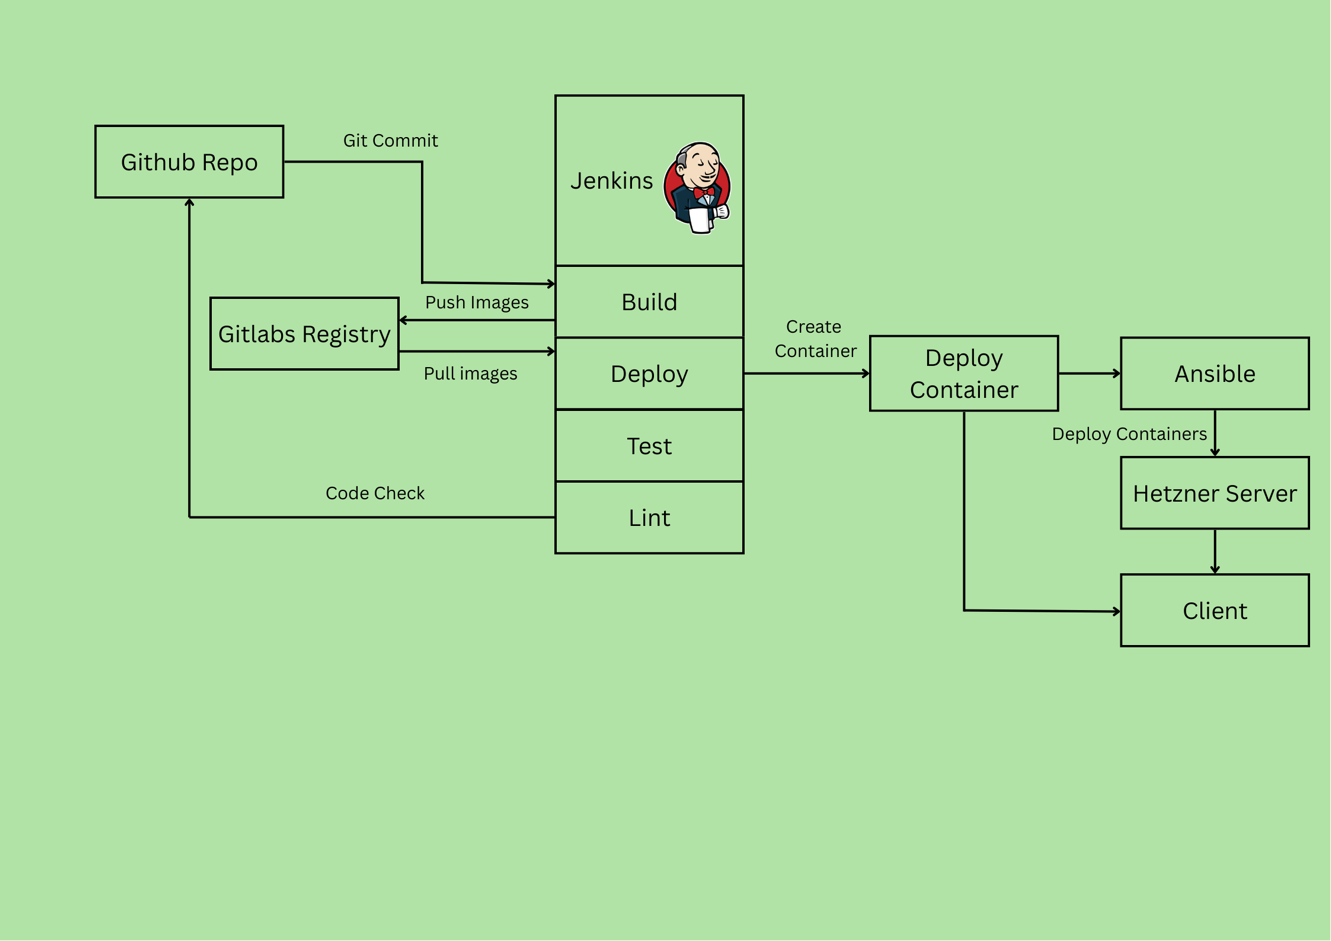 Github Repo
Git Commit
Jenkins
Build
Push Images
Gitlabs Registry
Pull images
Deploy
Create
Container
Deploy
Container
Ansible
Test
Deploy Containers
Code Check
Lint
Hetzner Server
Client